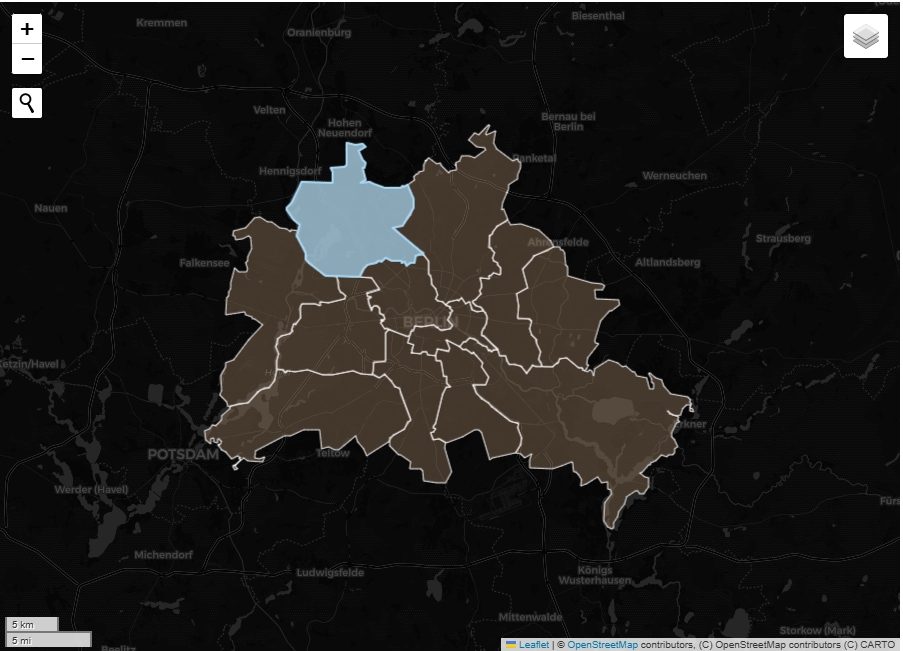 +
−
Kremmen
Biesenthal
Oranienburg
Velten
Hohen
Neuendorf
Bernau bei
Berlin
Panketal
Hennigsdorf
Werneuchen
Nauen
Strausberg
Ahrensfelde
Falkensee
Altlandsberg
BERLIN
Ketzin/Havel
Erkner
POTSDAM
Teltow
Werder (Havel)
Fürs
Michendorf
Ludwigsfelde
Königs
Wusterhausen
Mittenwalde
5 km
Storkow (Mark)
5 mi
Beelitz
Leaflet | © OpenStreetMap contributors, (C) OpenStreetMap contributors (C) CARTO